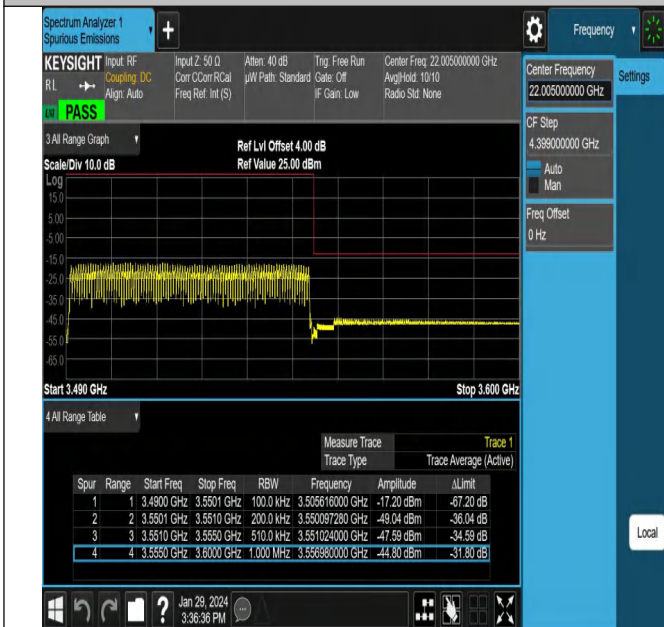 Spectrum Analyzer 1
Spurious Emissions
+
Frequency
KEYSIGHT
Input: RF
Coupling: DC
Align: Auto
RL
PASS
Input Z: 50 Ω
Corr CCorr RCal
Freq Ref: Int (S)
Atten: 40 dB
µW Path: Standard
Trig: Free Run
Gate: Off
IF Gain: Low
Center Freq: 22.005000000 GHz
Avg|Hold: 10/10
Radio Std: None
Center Frequency
22.005000000 GHz
Settings
CF Step
4.399000000 GHz
Auto
Man
Freq Offset
0 Hz
3 All Range Graph
Ref Lvl Offset 4.00 dB
Scale/Div 10.0 dB
Ref Value 25.00 dBm
Log
15.0
5.00
-5.00
-15.0
-25.0
-35.0
-45.0
-55.0
-65.0
Start 3.490 GHz
Stop 3.600 GHz
4 All Range Table
Measure Trace Trace 1
Trace Type Trace Average (Active)
Spur Range Start Freq Stop Freq RBW Frequency Amplitude ΔLimit
1 1 3.4900 GHz 3.5501 GHz 100.0 kHz 3.505616000 GHz -17.20 dBm -67.20 dB
2 2 3.5501 GHz 3.5510 GHz 200.0 kHz 3.550097280 GHz -49.04 dBm -36.04 dB
3 3 3.5510 GHz 3.5550 GHz 510.0 kHz 3.551024000 GHz -47.59 dBm -34.59 dB
4 4 3.5550 GHz 3.6000 GHz 1.000 MHz 3.556980000 GHz -44.80 dBm -31.80 dB
Local
?
Jan 29, 2024
3:36:36 PM